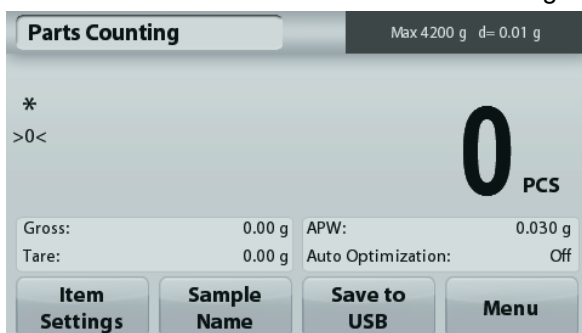 Parts Counting
Max 4200 g d= 0.01 g
*
>0<
0 PCS
Gross: 0.00 g
Tare: 0.00 g
APW: 0.030 g
Auto Optimization: Off
Item
Settings
Sample
Name
Save to
USB
Menu